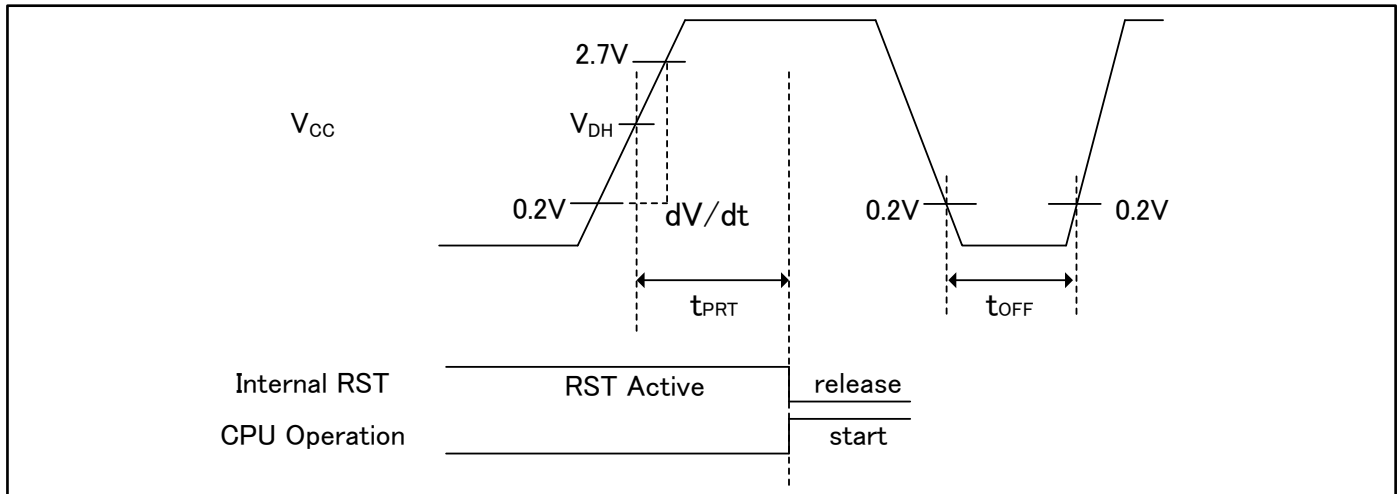 2.7V
VCC
VDH
0.2V
dV/dt
0.2V
0.2V
tPRT
tOFF
Internal RST
RST Active
release
CPU Operation
start